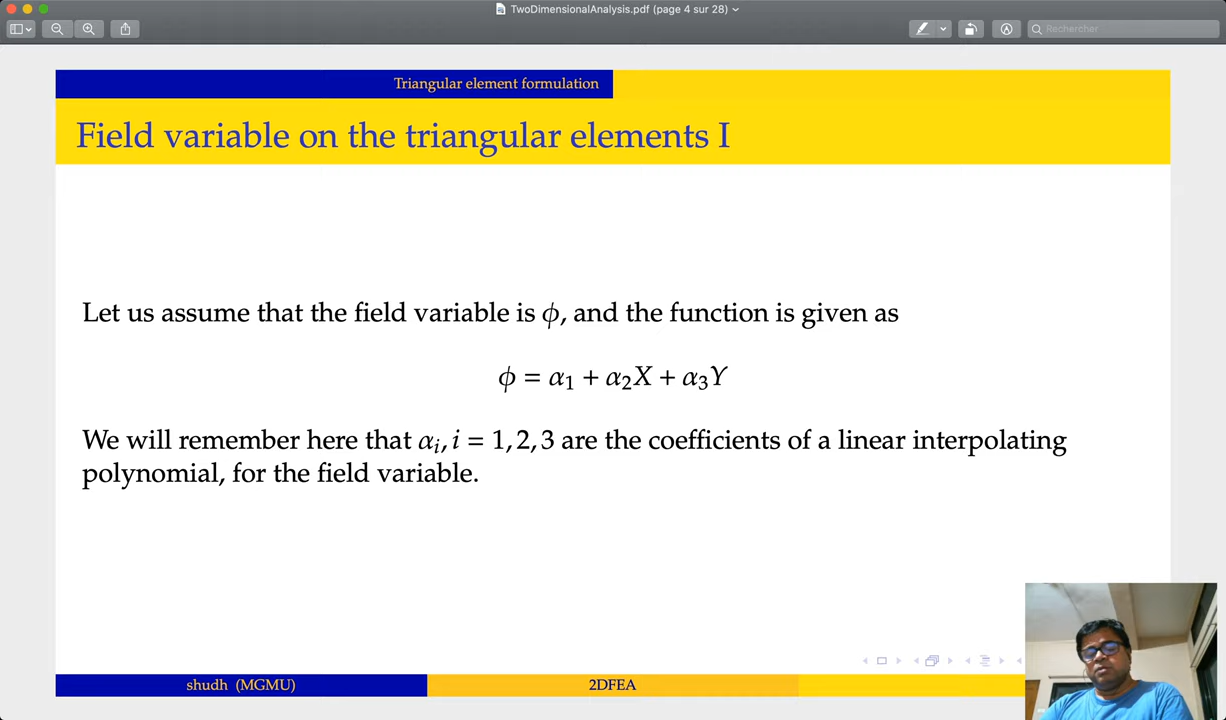 TwoDimensionalAnalysis.pdf (page 4 sur 28)
Rechercher
Triangular element formulation
Field variable on the triangular elements I
Let us assume that the field variable is ϕ, and the function is given as
ϕ = α₁ + α₂X + α₃Y
We will remember here that αᵢ, i = 1, 2, 3 are the coefficients of a linear interpolating
polynomial, for the field variable.
shudh (MGMU)
2DFEA